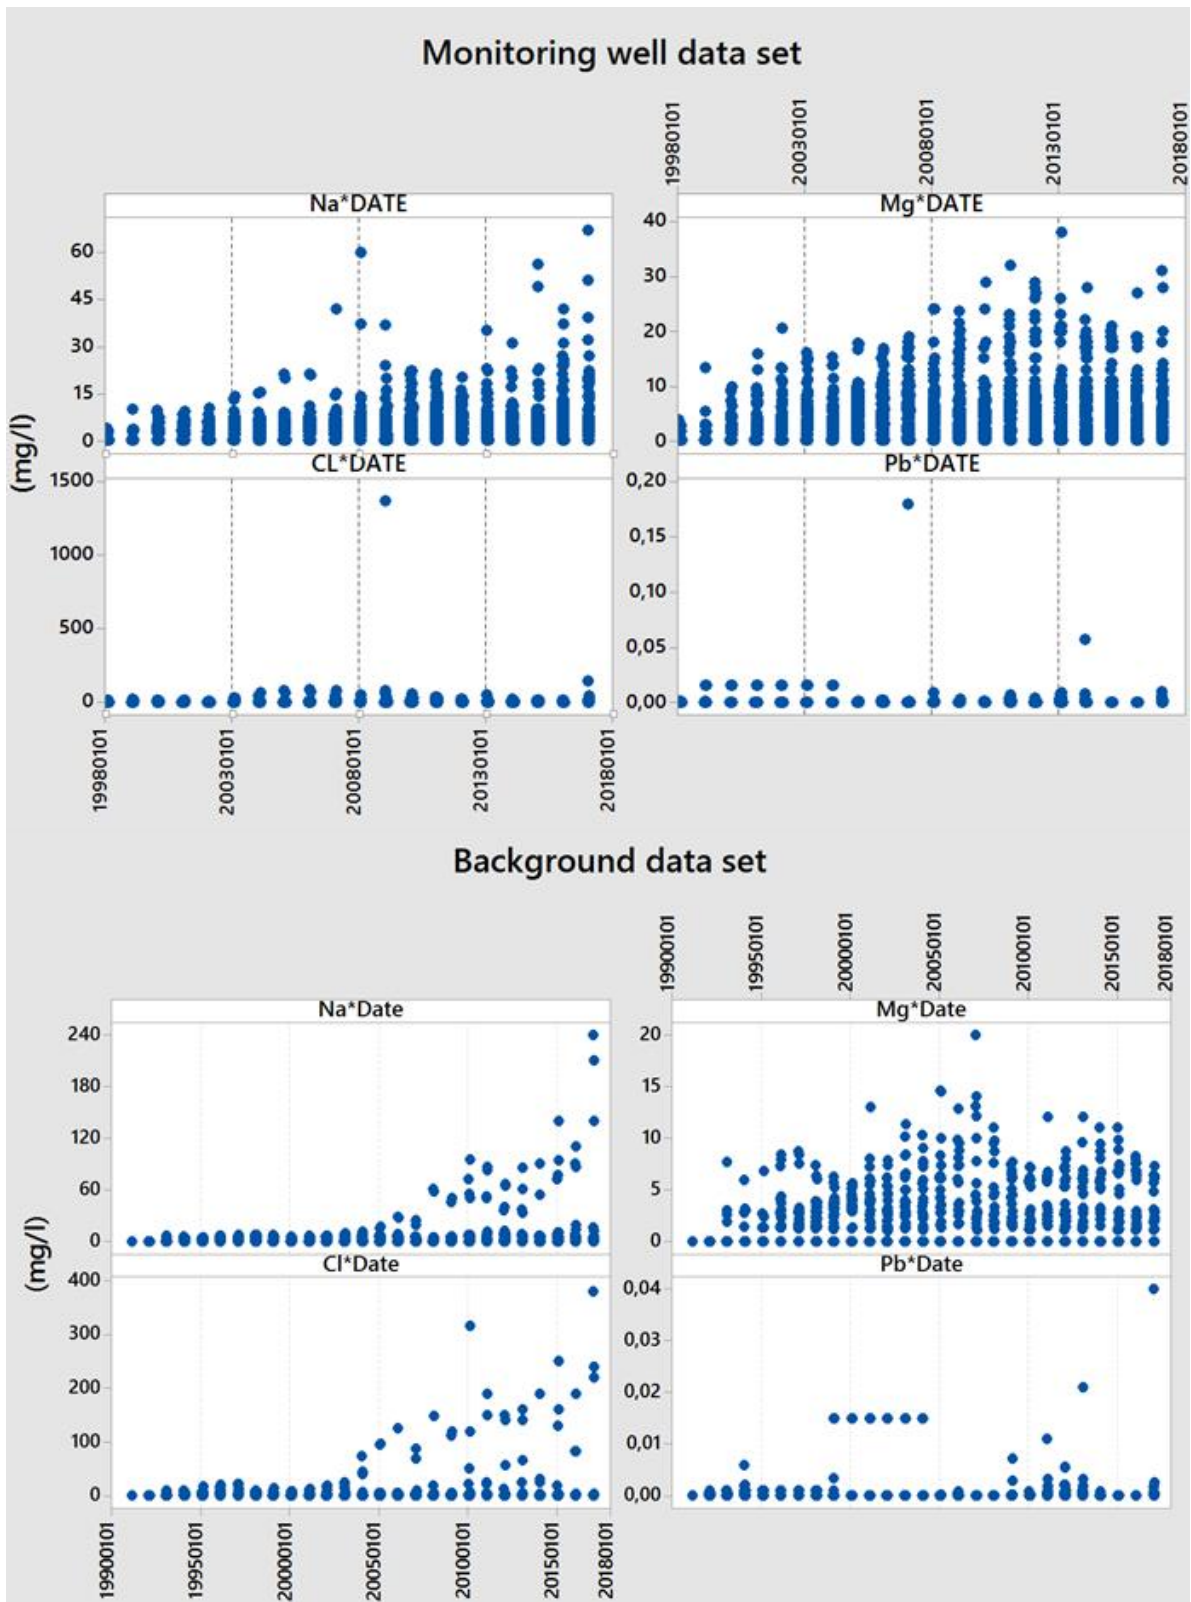 Monitoring well data set
19980101 20030101 20080101 20130101 20180101
Na*DATE Mg*DATE
60 45 30 15 0
40 30 20 10 0
(mg/l)
CL*DATE Pb*DATE
1500 1000 500 0
0,20 0,15 0,10 0,05 0,00
19980101 20030101 20080101 20130101 20180101
Background data set
19900101 19950101 20000101 20050101 20100101 20150101 20180101
Na*Date Mg*Date
240 180 120 60 0
20 15 10 5 0
(mg/l)
Cl*Date Pb*Date
400 300 200 100 0
0,04 0,03 0,02 0,01 0,00
19900101 19950101 20000101 20050101 20100101 20150101 20180101